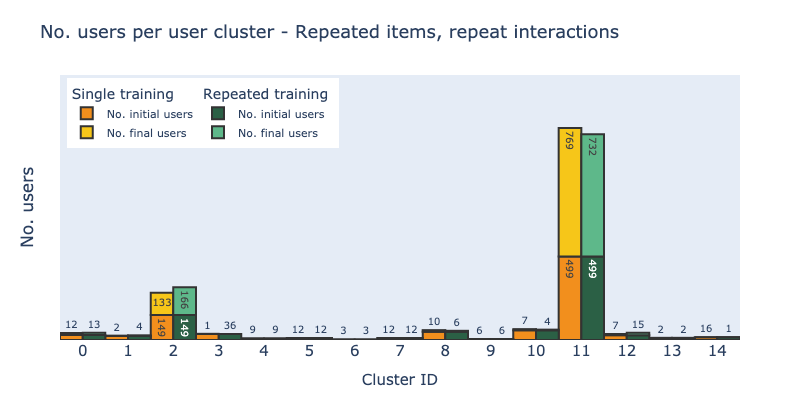 No. users per user cluster - Repeated items, repeat interactions
Single training Repeated training
No. initial users No. initial users
No. final users No. final users
No. users
769 732
499 499
133 166
149 149
12 13 2 4 1 36 9 9 12 12 3 3 12 12 10 6 6 6 7 4 7 15 2 2 16 1
0 1 2 3 4 5 6 7 8 9 10 11 12 13 14
Cluster ID